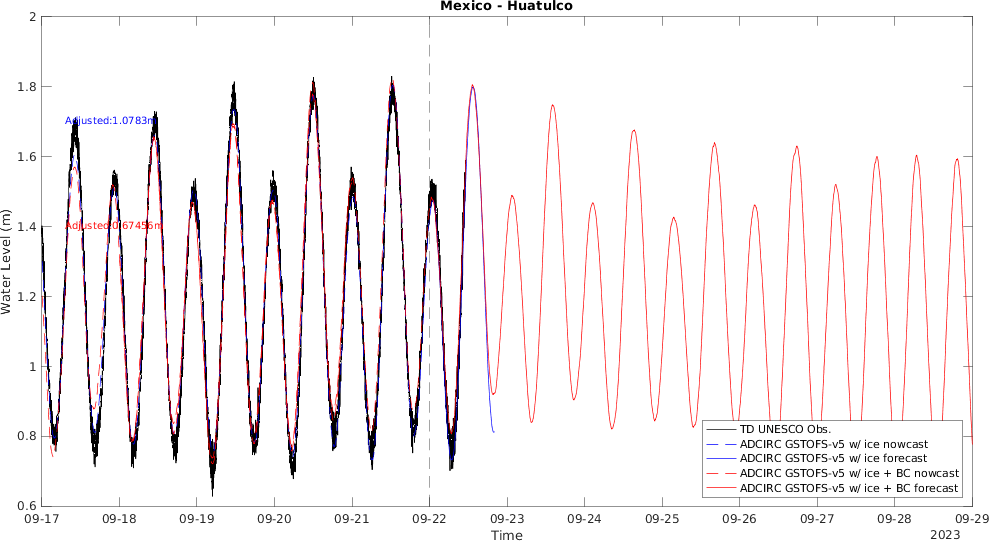 Mexico - Huatulco
2
1.8
1.6
1.4
1.2
1
0.8
0.6
Water Level (m)
Adjusted:1.0783m
Adjusted:0.67456m
TD UNESCO Obs.
ADCIRC GSTOFS-v5 w/ ice nowcast
ADCIRC GSTOFS-v5 w/ ice forecast
ADCIRC GSTOFS-v5 w/ ice + BC nowcast
ADCIRC GSTOFS-v5 w/ ice + BC forecast
09-17 09-18 09-19 09-20 09-21 09-22 09-23 09-24 09-25 09-26 09-27 09-28 09-29
Time
2023